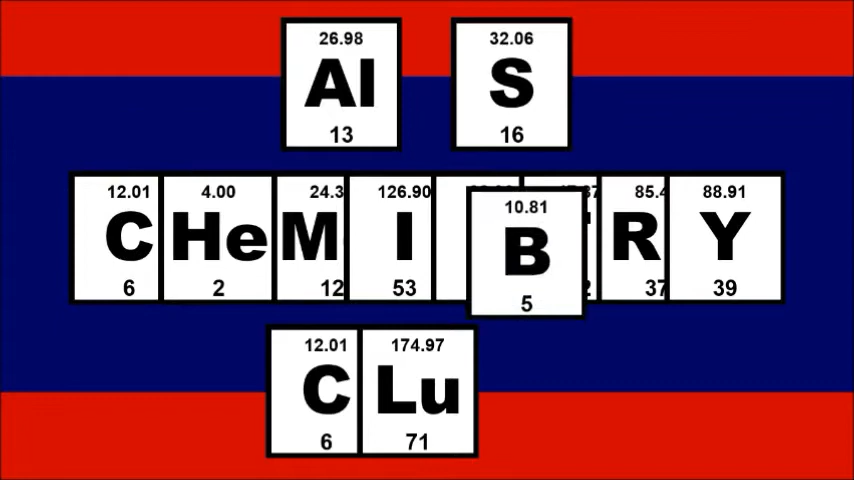 26.98 32.06
Al S
13 16
12.01 4.00 24.3 126.90 85.4 88.91
C He M I R Y
6 2 12 53 37 39
10.81
B
5
12.01 174.97
C Lu
6 71